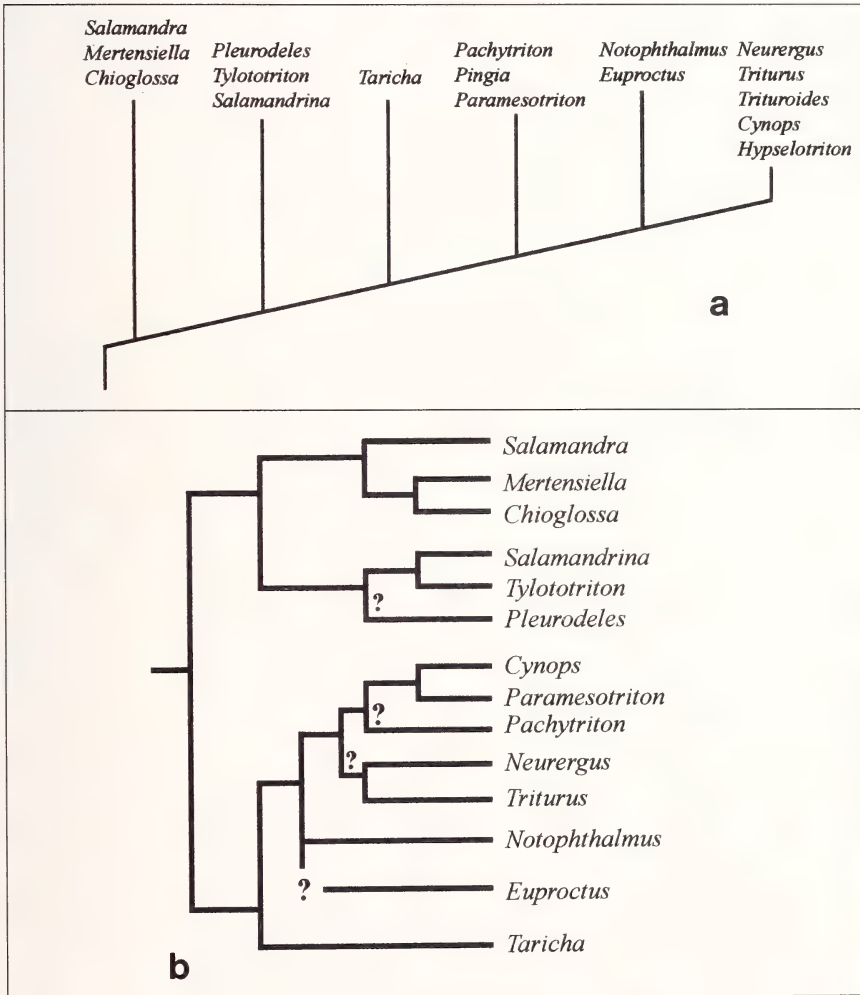 Salamandra
Mertensiella
Chioglossa
Pleurodeles
Tylototriton
Salamandrina
Taricha
Pachytriton
Pingia
Paramesotriton
Notophthalmus
Euproctus
Neurergus
Triturus
Trituroides
Cynops
Hypselotriton
a
Salamandra
Mertensiella
Chioglossa
Salamandrina
Tylototriton
?
Pleurodeles
Cynops
Paramesotriton
?
Pachytriton
?
Neurergus
Triturus
Notophthalmus
?
Euproctus
Taricha
b